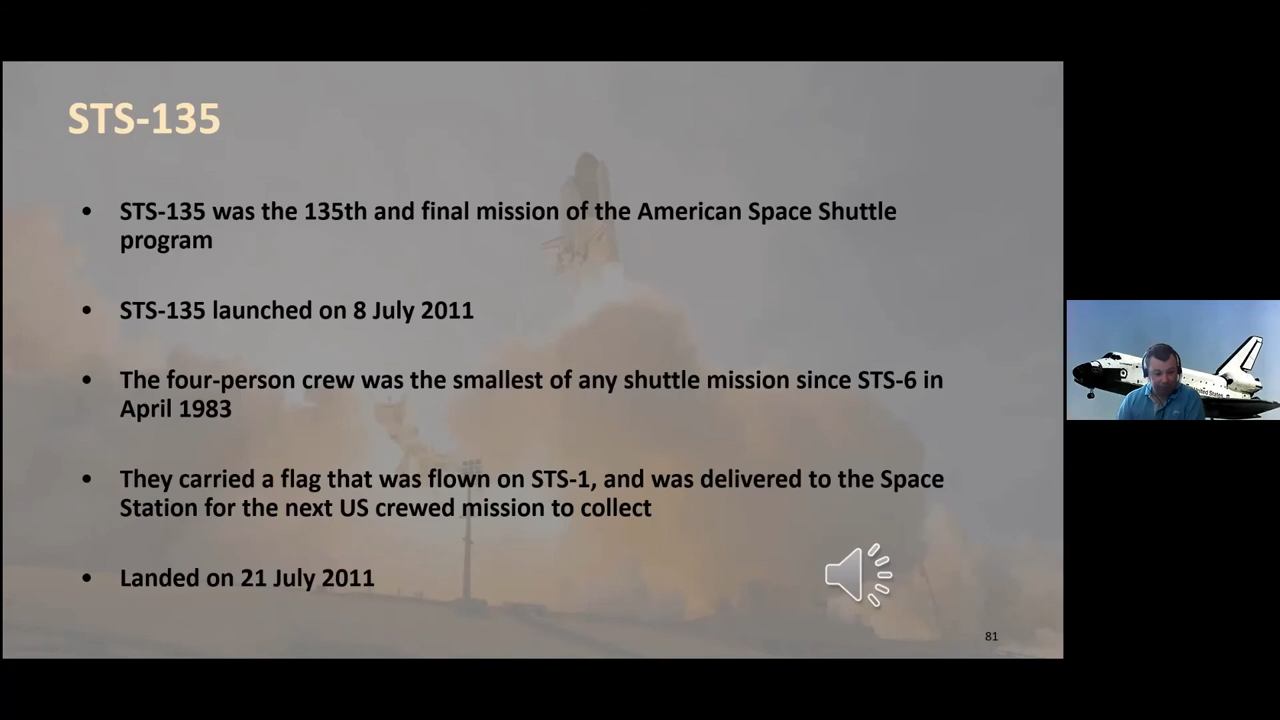 STS-135
• STS-135 was the 135th and final mission of the American Space Shuttle
program
• STS-135 launched on 8 July 2011
• The four-person crew was the smallest of any shuttle mission since STS-6 in
April 1983
• They carried a flag that was flown on STS-1, and was delivered to the Space
Station for the next US crewed mission to collect
• Landed on 21 July 2011
81
United States